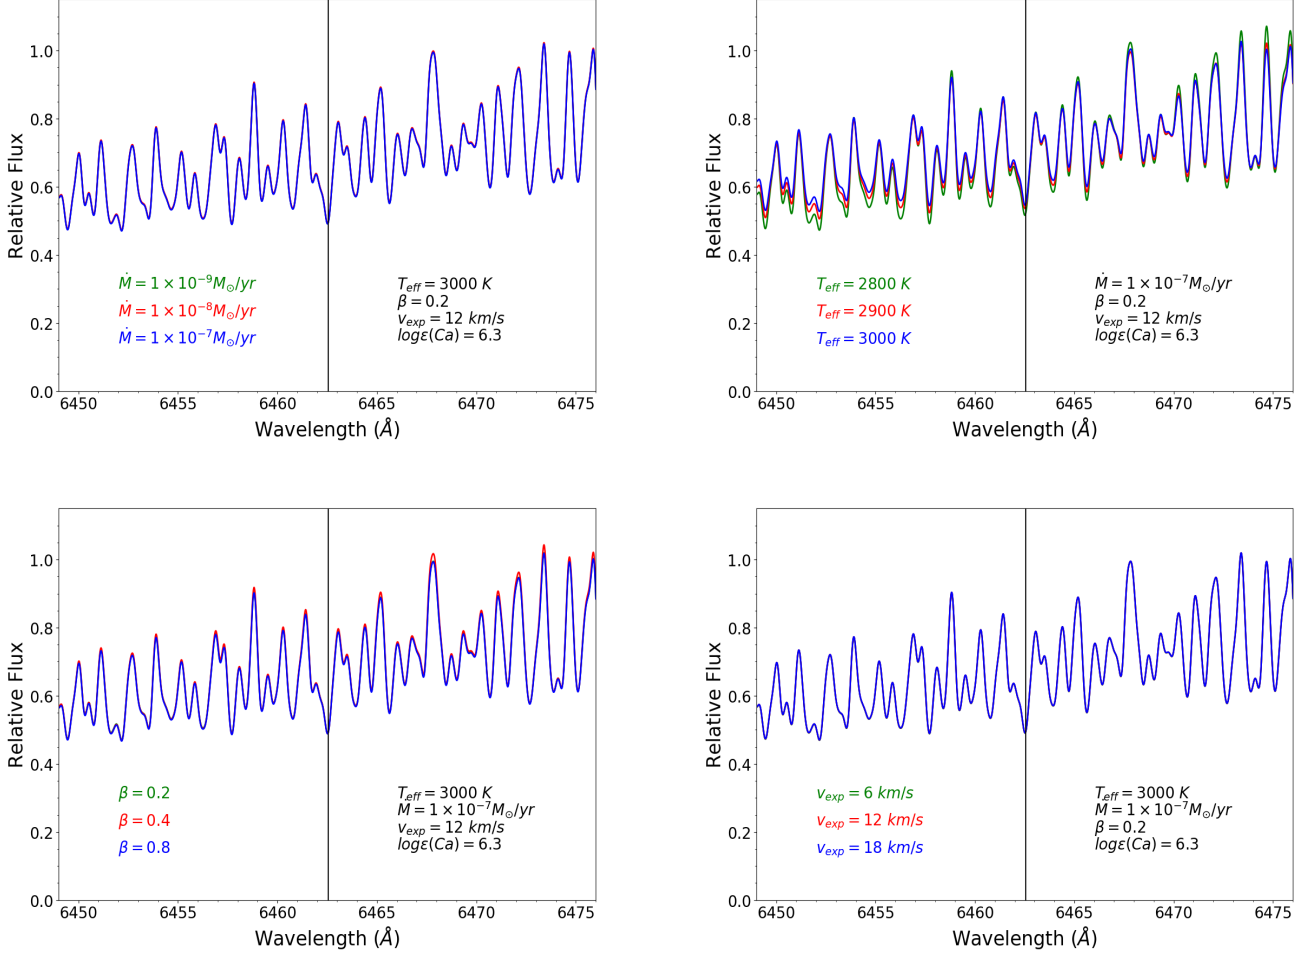 1.0
0.8
0.6
0.4
0.2
0.0
Relative Flux
Ṁ = 1 × 10⁻⁹M⊙/yr
Ṁ = 1 × 10⁻⁸M⊙/yr
Ṁ = 1 × 10⁻⁷M⊙/yr
T_eff = 3000 K
β = 0.2
v_exp = 12 km/s
logε(Ca) = 6.3
6450 6455 6460 6465 6470 6475
Wavelength (Å)
1.0
0.8
0.6
0.4
0.2
0.0
Relative Flux
T_eff = 2800 K
T_eff = 2900 K
T_eff = 3000 K
Ṁ = 1 × 10⁻⁷M⊙/yr
β = 0.2
v_exp = 12 km/s
logε(Ca) = 6.3
6450 6455 6460 6465 6470 6475
Wavelength (Å)
1.0
0.8
0.6
0.4
0.2
0.0
Relative Flux
β = 0.2
β = 0.4
β = 0.8
T_eff = 3000 K
Ṁ = 1 × 10⁻⁷M⊙/yr
v_exp = 12 km/s
logε(Ca) = 6.3
6450 6455 6460 6465 6470 6475
Wavelength (Å)
1.0
0.8
0.6
0.4
0.2
0.0
Relative Flux
v_exp = 6 km/s
v_exp = 12 km/s
v_exp = 18 km/s
T_eff = 3000 K
Ṁ = 1 × 10⁻⁷M⊙/yr
β = 0.2
logε(Ca) = 6.3
6450 6455 6460 6465 6470 6475
Wavelength (Å)